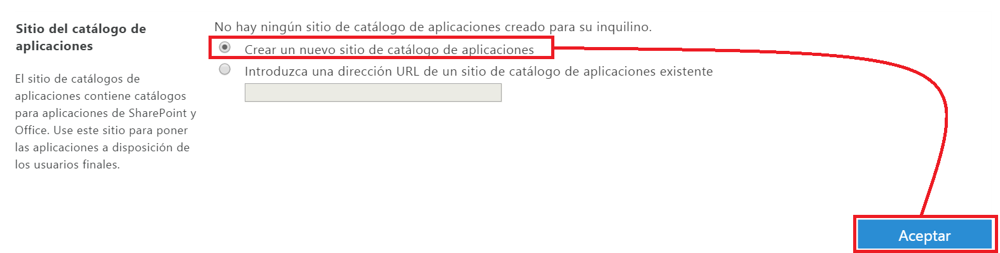 Sitio del catálogo de
aplicaciones
El sitio de catálogos de
aplicaciones contiene catálogos
para aplicaciones de SharePoint y
Office. Use este sitio para poner
las aplicaciones a disposición de
los usuarios finales.
No hay ningún sitio de catálogo de aplicaciones creado para su inquilino.
Crear un nuevo sitio de catálogo de aplicaciones
Introduzca una dirección URL de un sitio de catálogo de aplicaciones existente
Aceptar